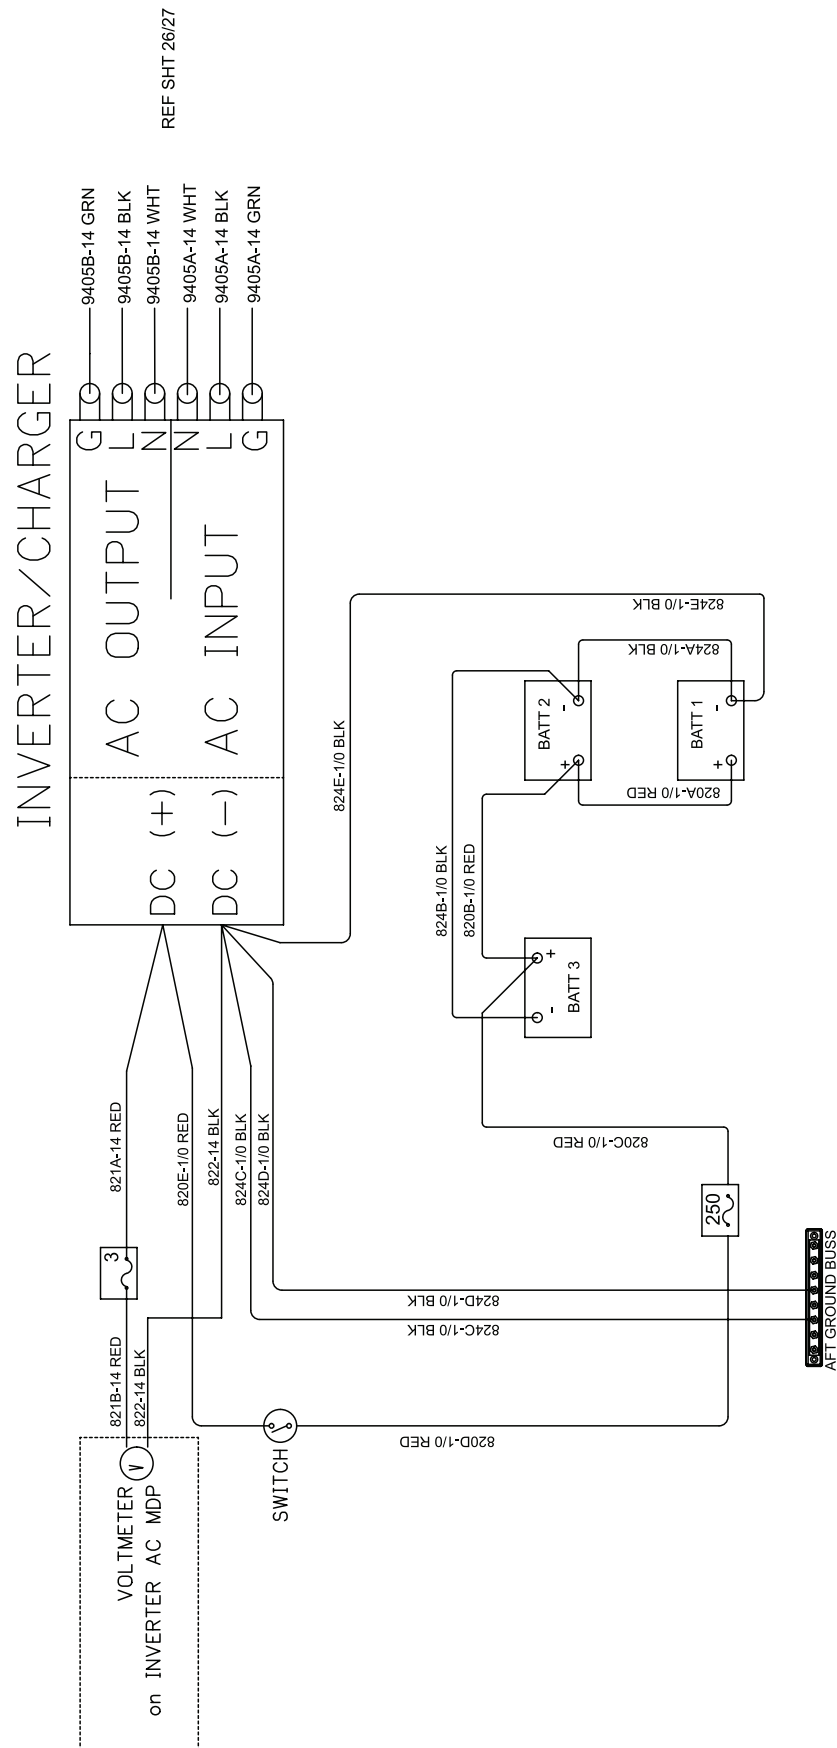 REF SHT 26/27
INVERTER/CHARGER
9405B-14 GRN
9405B-14 BLK
9405B-14 WHT
9405A-14 WHT
9405A-14 BLK
9405A-14 GRN
G
L
N
N
L
G
AC OUTPUT
AC INPUT
DC (+)
DC (-)
824E-1/0 BLK
824E-1/0 BLK
824A-1/0 BLK
BATT 2
-
+
BATT 1
-
+
820A-1/0 RED
824B-1/0 BLK
820B-1/0 RED
BATT 3
+
-
821A-14 RED
820E-1/0 RED
822-14 BLK
824C-1/0 BLK
824D-1/0 BLK
820C-1/0 RED
3
250
824D-1/0 BLK
824C-1/0 BLK
AFT GROUND BUSS
821B-14 RED
822-14 BLK
820D-1/0 RED
SWITCH
V
VOLTMETER
on INVERTER AC MDP